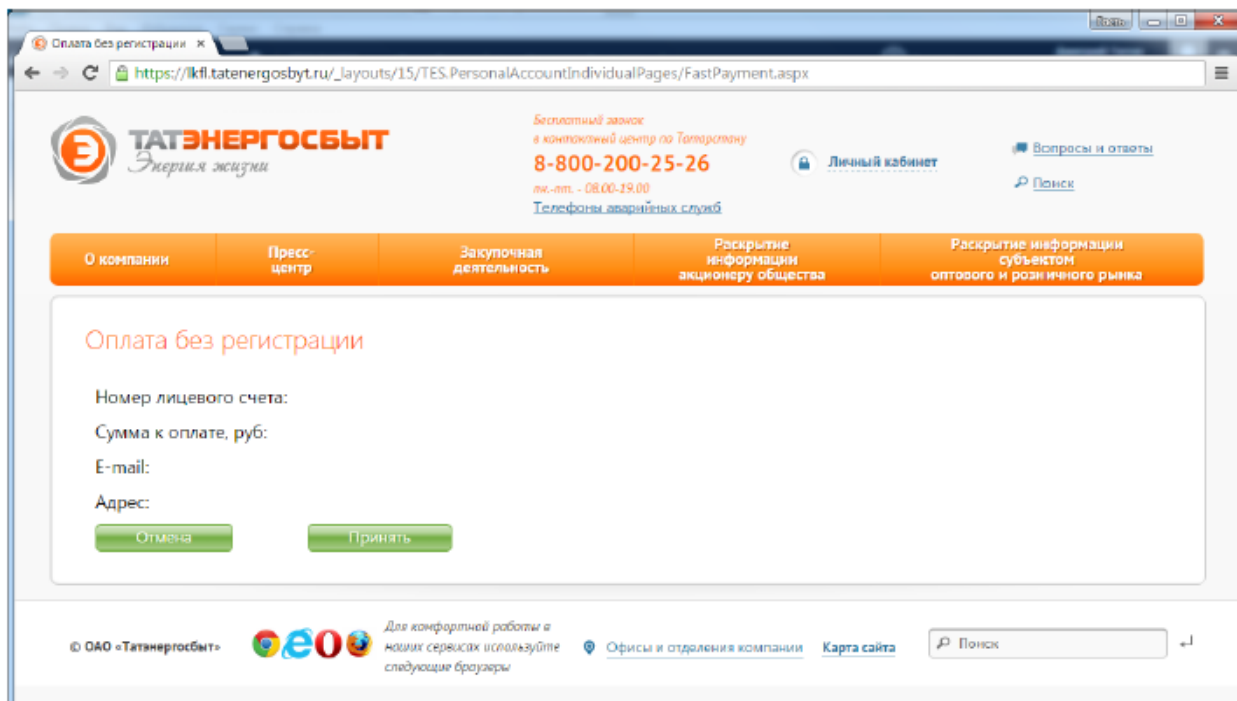 Оплата без регистрации
https://lkfl.tatenergosbyt.ru/_layouts/15/TES.PersonalAccountIndividualPages/FastPayment.aspx
ТАТЭНЕРГОСБЫТ
Энергия жизни
Бесплатный звонок
в контактный центр по Татарстану
8-800-200-25-26
пн.-пт. - 08.00-19.00
Телефоны аварийных служб
Личный кабинет
Вопросы и ответы
Поиск
О компании
Пресс-
центр
Закупочная
деятельность
Раскрытие
информации
акционеру общества
Раскрытие информации
субъектом
оптового и розничного рынка
Оплата без регистрации
Номер лицевого счета:
Сумма к оплате, руб:
E-mail:
Адрес:
Отмена
Принять
© ОАО «Татэнергосбыт»
Для комфортной работы в
наших сервисах используйте
следующие браузеры
Офисы и отделения компании
Карта сайта
Поиск